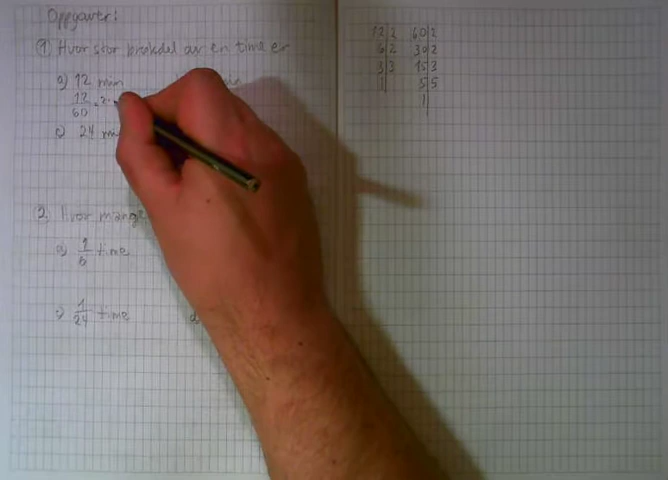 Oppgaver:
1) Hvor stor brøkdel av en time er
a) 12 min
12
60
c) 24 min
2. Hvor mange
a) 1/6 time
c) 1/24 time
d
12|2 60|2
6|2 30|2
3|3 15|3
1| 5|5
1|